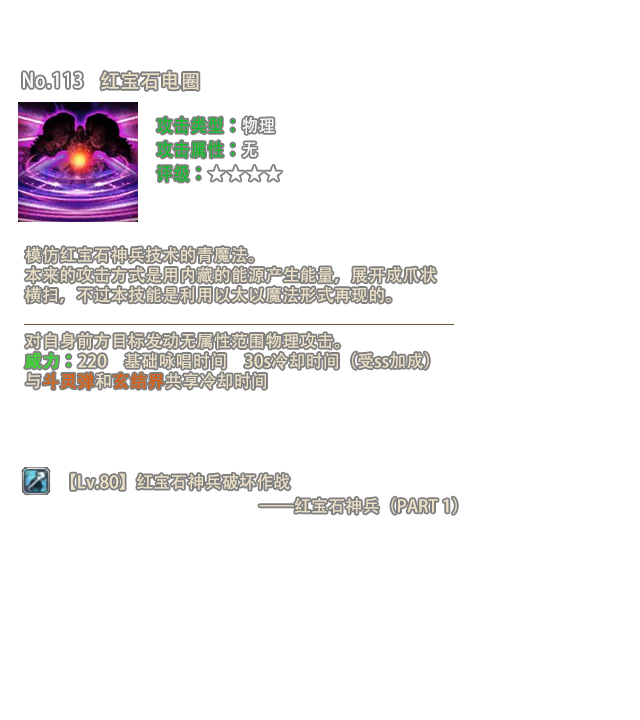 No.113 红宝石电圈
攻击类型：物理
攻击属性：无
评级：☆☆☆☆
模仿红宝石神兵技术的青魔法。
本来的攻击方式是用内藏的能源产生能量，展开成爪状
横扫，不过本技能是利用以太以魔法形式再现的。
对自身前方目标发动无属性范围物理攻击。
威力：220 基础咏唱时间 30s冷却时间（受ss加成）
与斗灵弹和玄结界共享冷却时间
【Lv.80】红宝石神兵破坏作战
——红宝石神兵（PART 1）